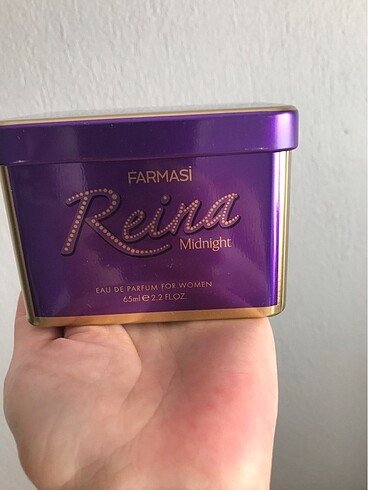 FARMASİ
Reina
Midnight
EAU DE PARFUM FOR WOMEN
65ml ℮ 2.2 FL.OZ.